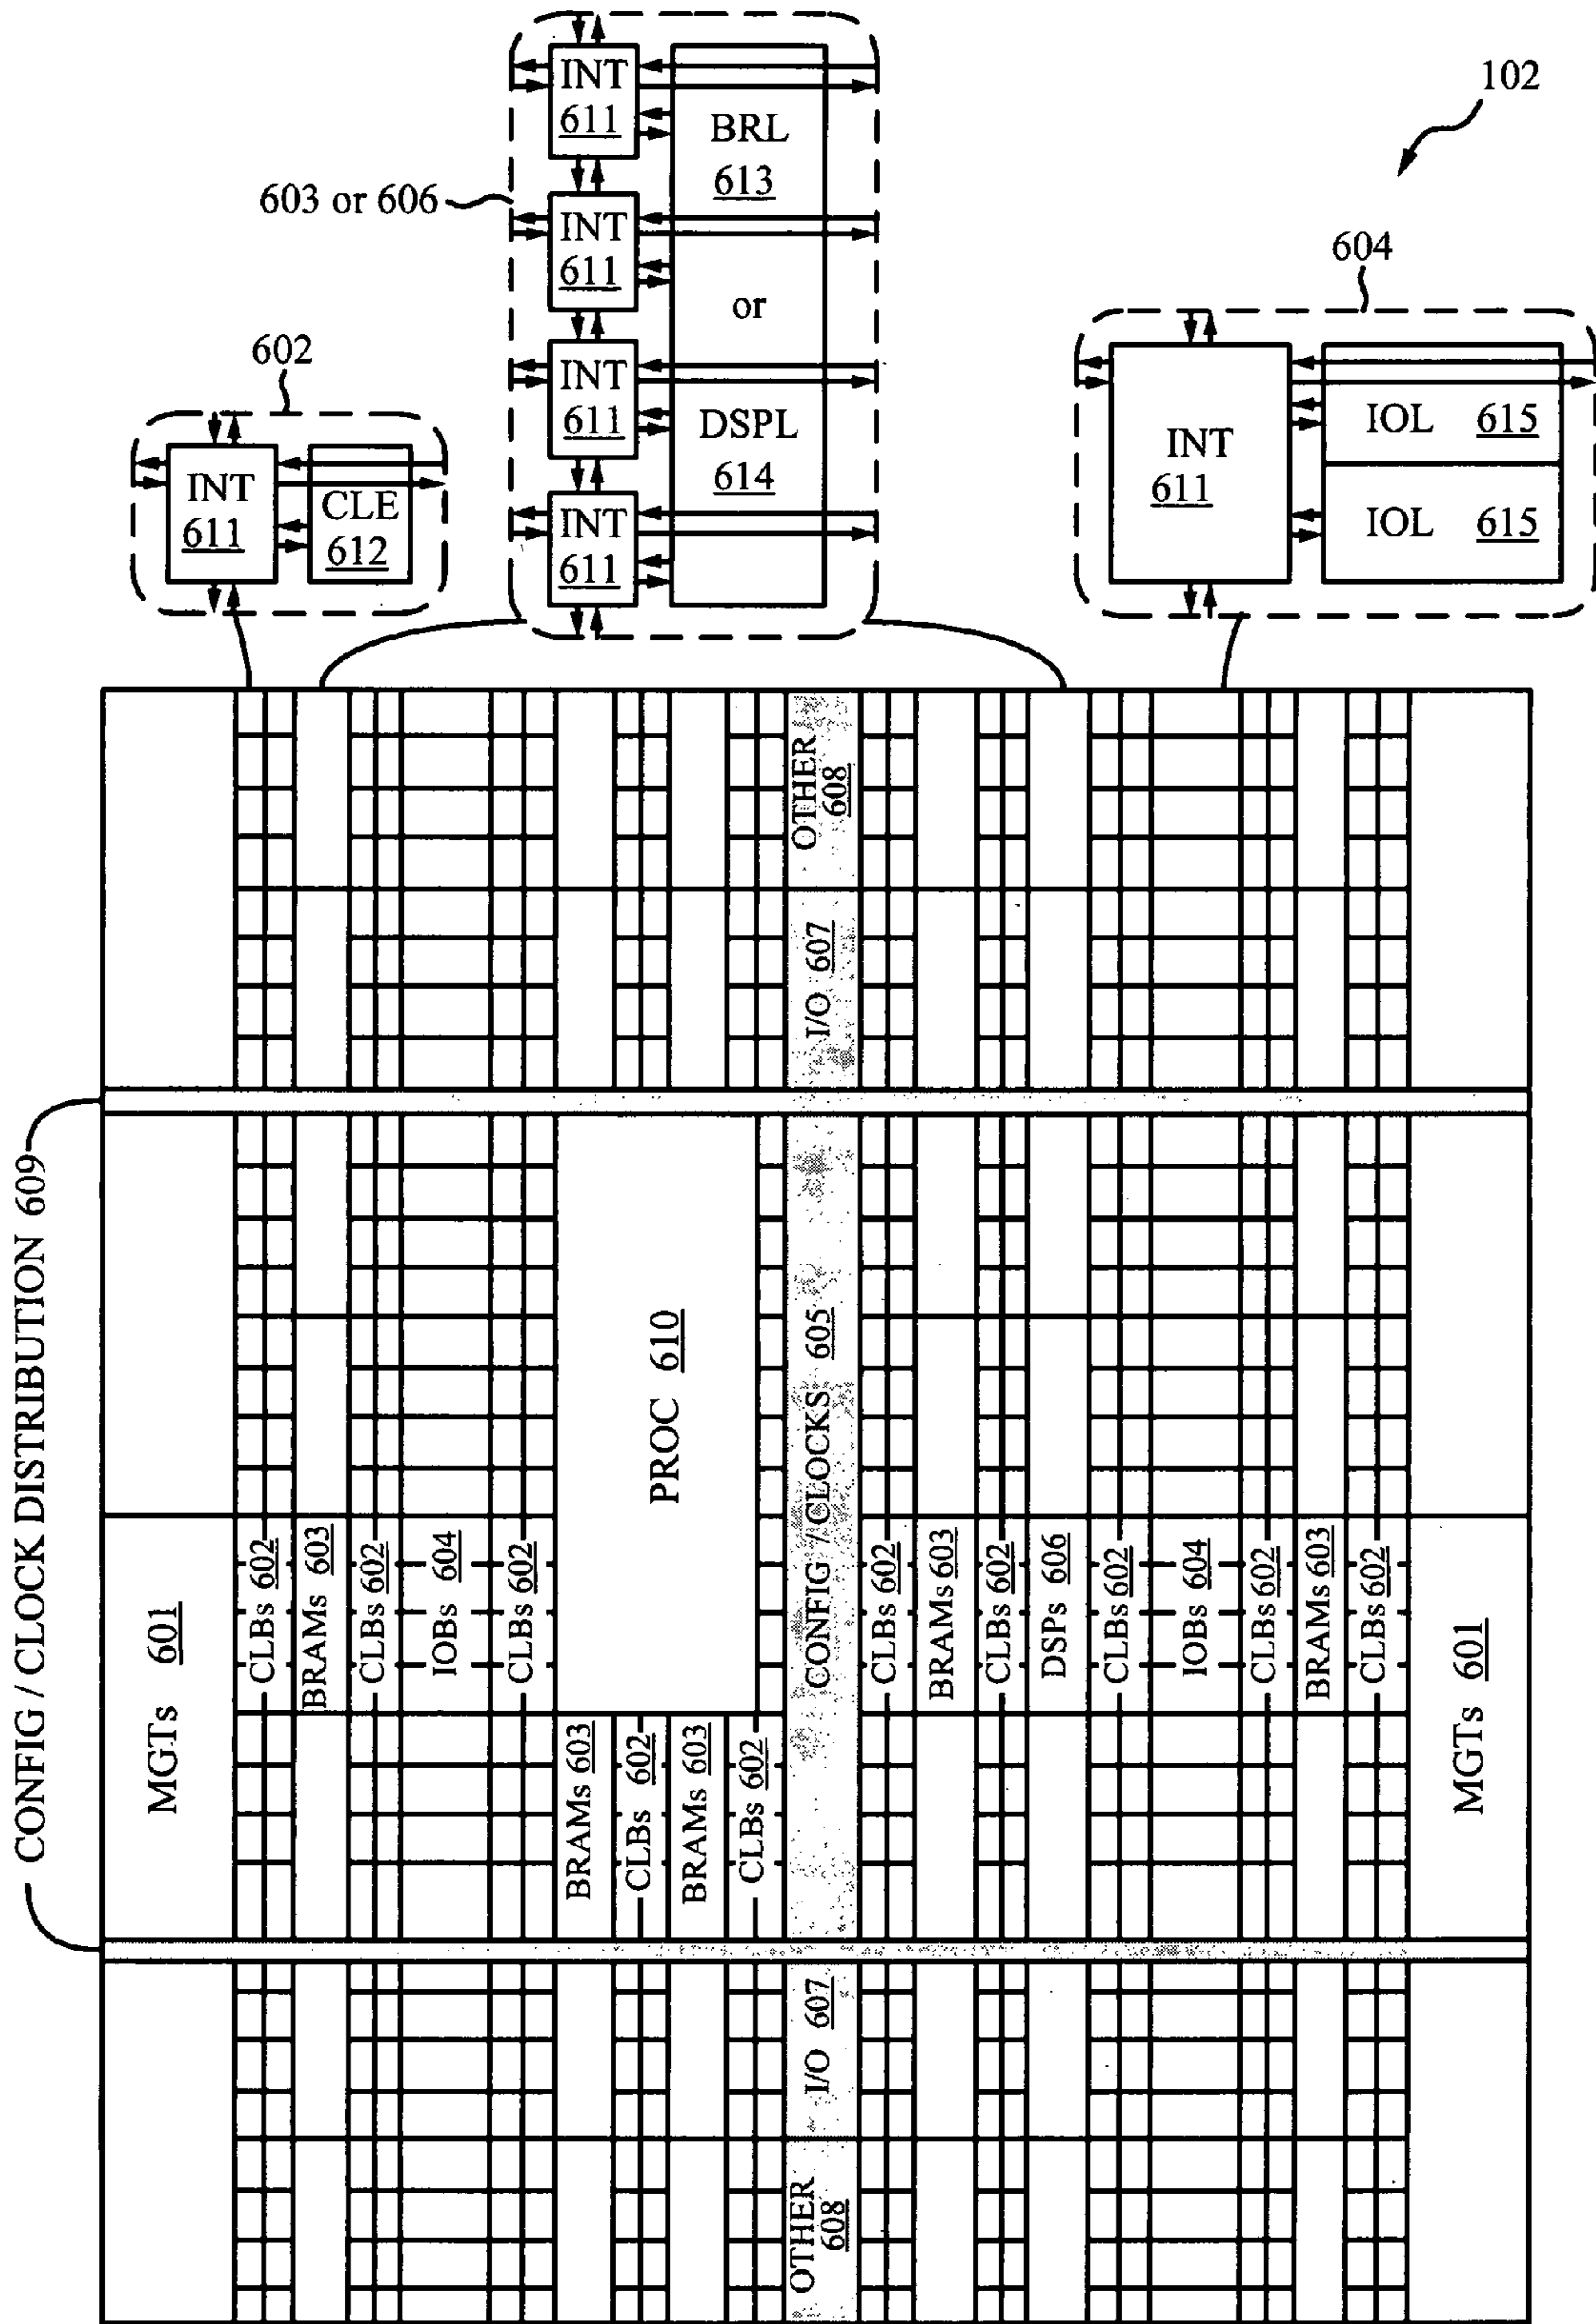 102
603 or 606
INT
611
INT
611
INT
611
INT
611
BRL
613
or
DSPL
614
604
INT
611
IOL 615
IOL 615
602
INT
611
CLE
612
OTHER
608
I/O 607
CONFIG / CLOCK DISTRIBUTION 609
MGTs 601
CLBs 602
BRAMs 603
CLBs 602
IOBs 604
CLBs 602
PROC 610
BRAMs 603
CLBs 602
BRAMs 603
CLBs 602
CONFIG / CLOCKS 605
CLBs 602
BRAMs 603
CLBs 602
DSPs 606
CLBs 602
IOBs 604
CLBs 602
BRAMs 603
CLBs 602
MGTs 601
I/O 607
OTHER
608